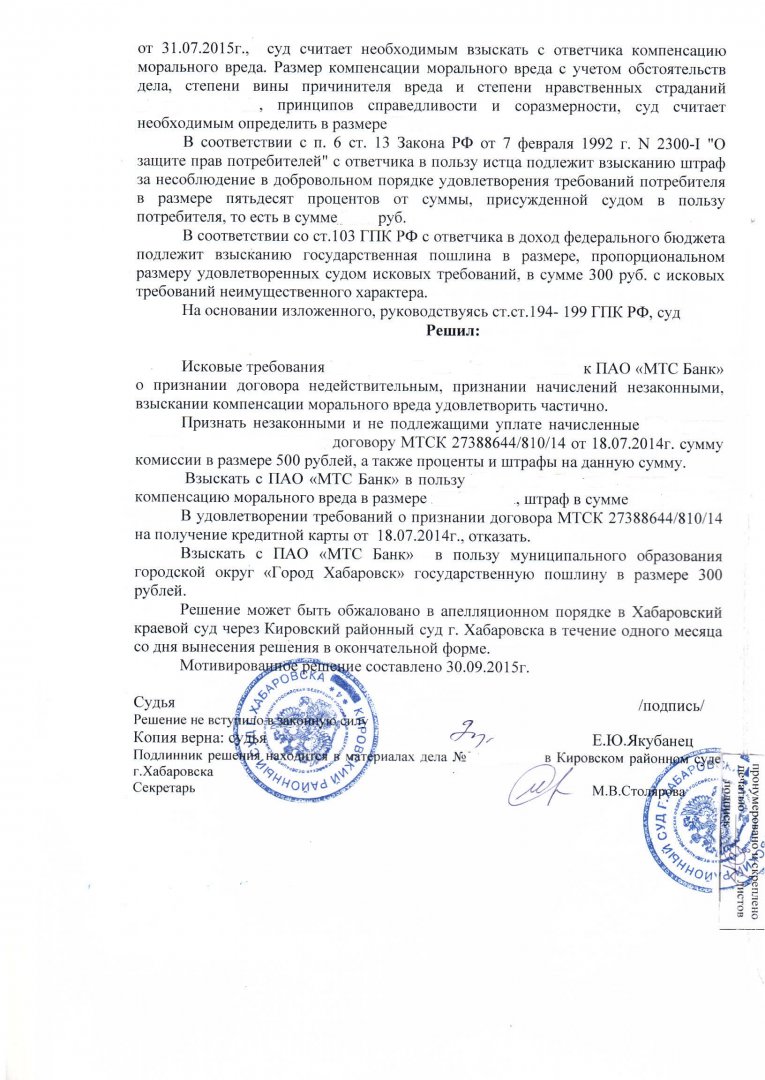 от 31.07.2015г., суд считает необходимым взыскать с ответчика компенсацию
морального вреда. Размер компенсации морального вреда с учетом обстоятельств
дела, степени вины причинителя вреда и степени нравственных страданий
, принципов справедливости и соразмерности, суд считает
необходимым определить в размере
В соответствии с п. 6 ст. 13 Закона РФ от 7 февраля 1992 г. N 2300-I "О
защите прав потребителей" с ответчика в пользу истца подлежит взысканию штраф
за несоблюдение в добровольном порядке удовлетворения требований потребителя
в размере пятьдесят процентов от суммы, присужденной судом в пользу
потребителя, то есть в сумме руб.
В соответствии со ст.103 ГПК РФ с ответчика в доход федерального бюджета
подлежит взысканию государственная пошлина в размере, пропорциональном
размеру удовлетворенных судом исковых требований, в сумме 300 руб. с исковых
требований неимущественного характера.
На основании изложенного, руководствуясь ст.ст.194- 199 ГПК РФ, суд
Решил:
Исковые требования к ПАО «МТС Банк»
о признании договора недействительным, признании начислений незаконными,
взыскании компенсации морального вреда удовлетворить частично.
Признать незаконными и не подлежащими уплате начисленные
договору МТСК 27388644/810/14 от 18.07.2014г. сумму
комиссии в размере 500 рублей, а также проценты и штрафы на данную сумму.
Взыскать с ПАО «МТС Банк» в пользу
компенсацию морального вреда в размере , штраф в сумме
В удовлетворении требований о признании договора МТСК 27388644/810/14
на получение кредитной карты от 18.07.2014г., отказать.
Взыскать с ПАО «МТС Банк» в пользу муниципального образования
городской округ «Город Хабаровск» государственную пошлину в размере 300
рублей.
Решение может быть обжаловано в апелляционном порядке в Хабаровский
краевой суд через Кировский районный суд г. Хабаровска в течение одного месяца
со дня вынесения решения в окончательной форме.
Мотивированное решение составлено 30.09.2015г.
Судья /подпись/
Решение не вступило в законную силу
Копия верна: судья Е.Ю.Якубанец
Подлинник решения находится в материалах дела № в Кировском районном суде
г.Хабаровска
Секретарь М.В.Столярова
КИРОВСКИЙ РАЙОННЫЙ СУД Г. ХАБАРОВСКА
РАЙОННЫЙ СУД Г.ХАБАРОВСКА
пронумеровано и скреплено
печатью
подпись
листов